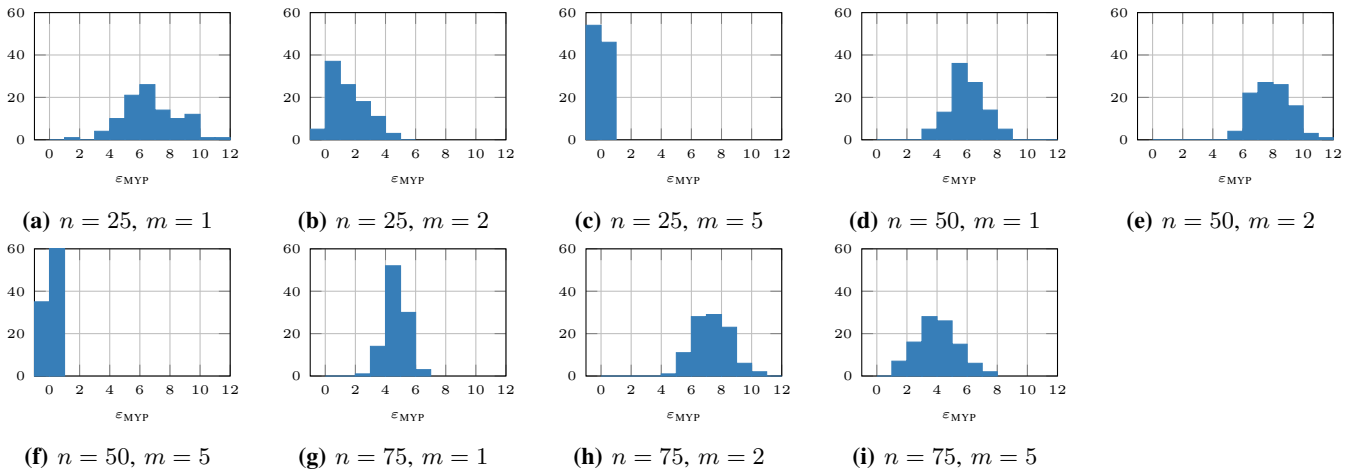 60
40
20
0
0 2 4 6 8 10 12
εMYP
(a) n = 25, m = 1
60
40
20
0
0 2 4 6 8 10 12
εMYP
(b) n = 25, m = 2
60
40
20
0
0 2 4 6 8 10 12
εMYP
(c) n = 25, m = 5
60
40
20
0
0 2 4 6 8 10 12
εMYP
(d) n = 50, m = 1
60
40
20
0
0 2 4 6 8 10 12
εMYP
(e) n = 50, m = 2
60
40
20
0
0 2 4 6 8 10 12
εMYP
(f) n = 50, m = 5
60
40
20
0
0 2 4 6 8 10 12
εMYP
(g) n = 75, m = 1
60
40
20
0
0 2 4 6 8 10 12
εMYP
(h) n = 75, m = 2
60
40
20
0
0 2 4 6 8 10 12
εMYP
(i) n = 75, m = 5